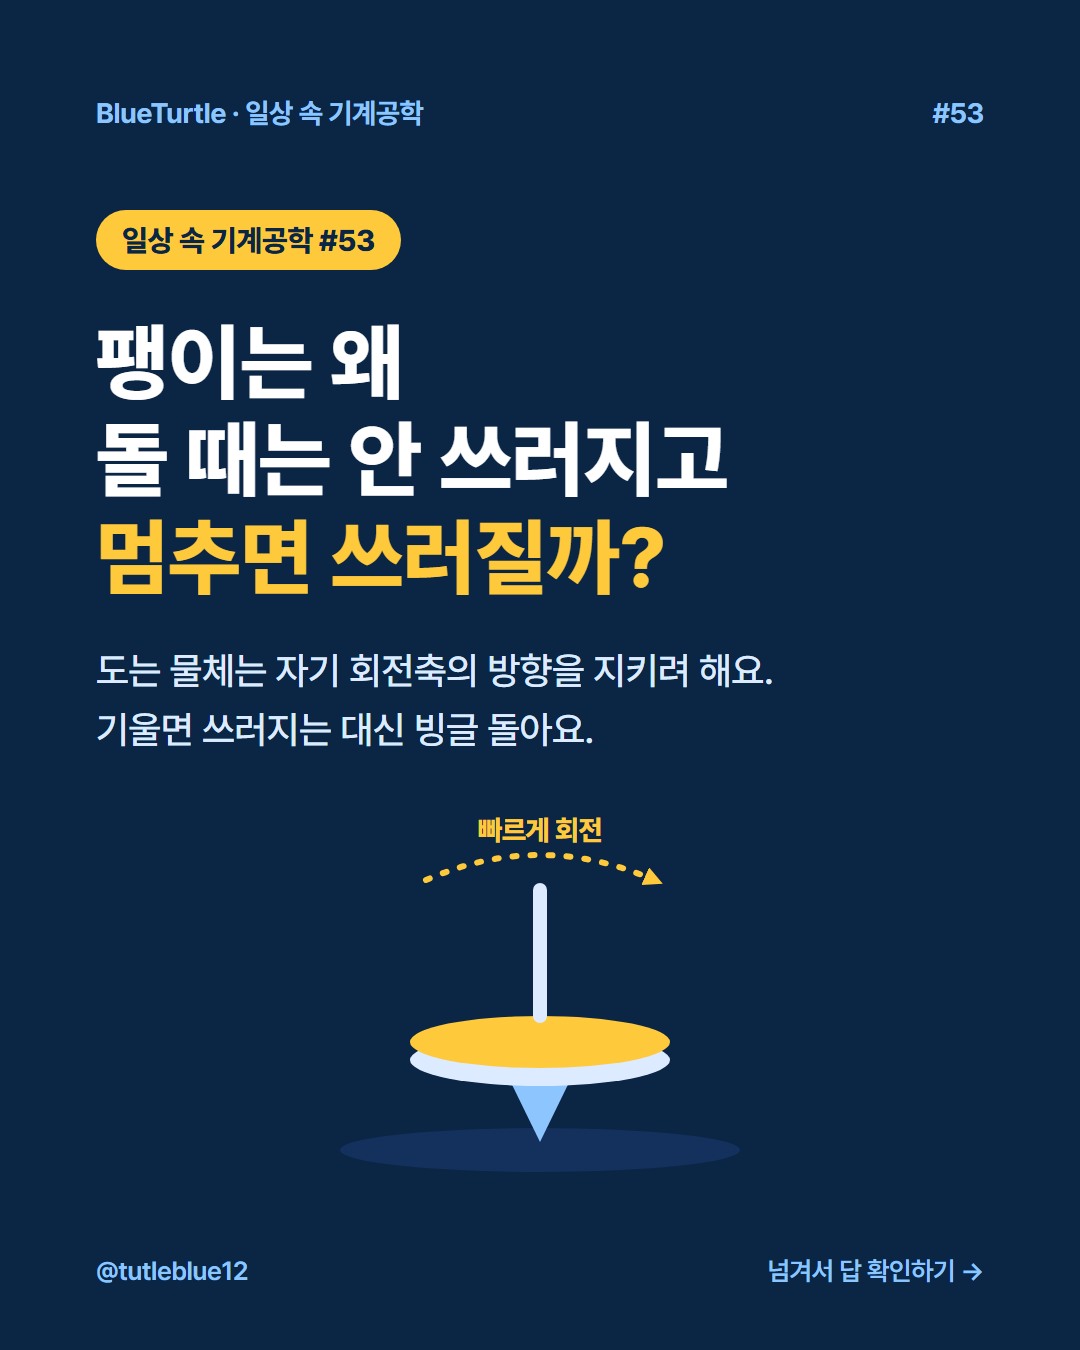 BlueTurtle · 일상 속 기계공학
#53
일상 속 기계공학 #53
팽이는 왜
돌 때는 안 쓰러지고
멈추면 쓰러질까?
도는 물체는 자기 회전축의 방향을 지키려 해요.
기울면 쓰러지는 대신 빙글 돌아요.
빠르게 회전
@tutleblue12
넘겨서 답 확인하기 →